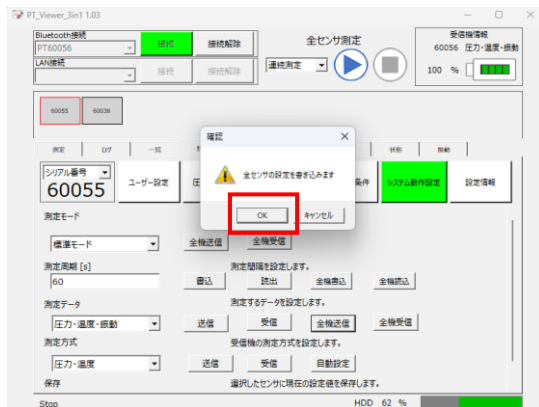 PT_Viewer_3in1 1.03
Bluetooth接続
PT60056 接続 接続解除
LAN接続
接続 接続解除
全センサ測定
連続測定
受信機情報
60056 圧力・温度・振動
100 %
60055 60038
測定 ログ 一覧 状態 振動
シリアル番号
60055
ユーザー設定 圧 条件 システム動作設定 設定情報
確認
全センサの設定を書き込みます
OK キャンセル
測定モード
標準モード 全機送信 全機受信
測定周期 [s] 測定間隔を設定します。
60 書込 読出 全機書込 全機読込
測定データ 測定するデータを設定します。
圧力・温度・振動 送信 受信 全機送信 全機受信
測定方式 受信機の測定方式を設定します。
圧力・温度 送信 受信 自動設定
保存 選択したセンサに現在の設定値を保存します。
Stop HDD 62 %